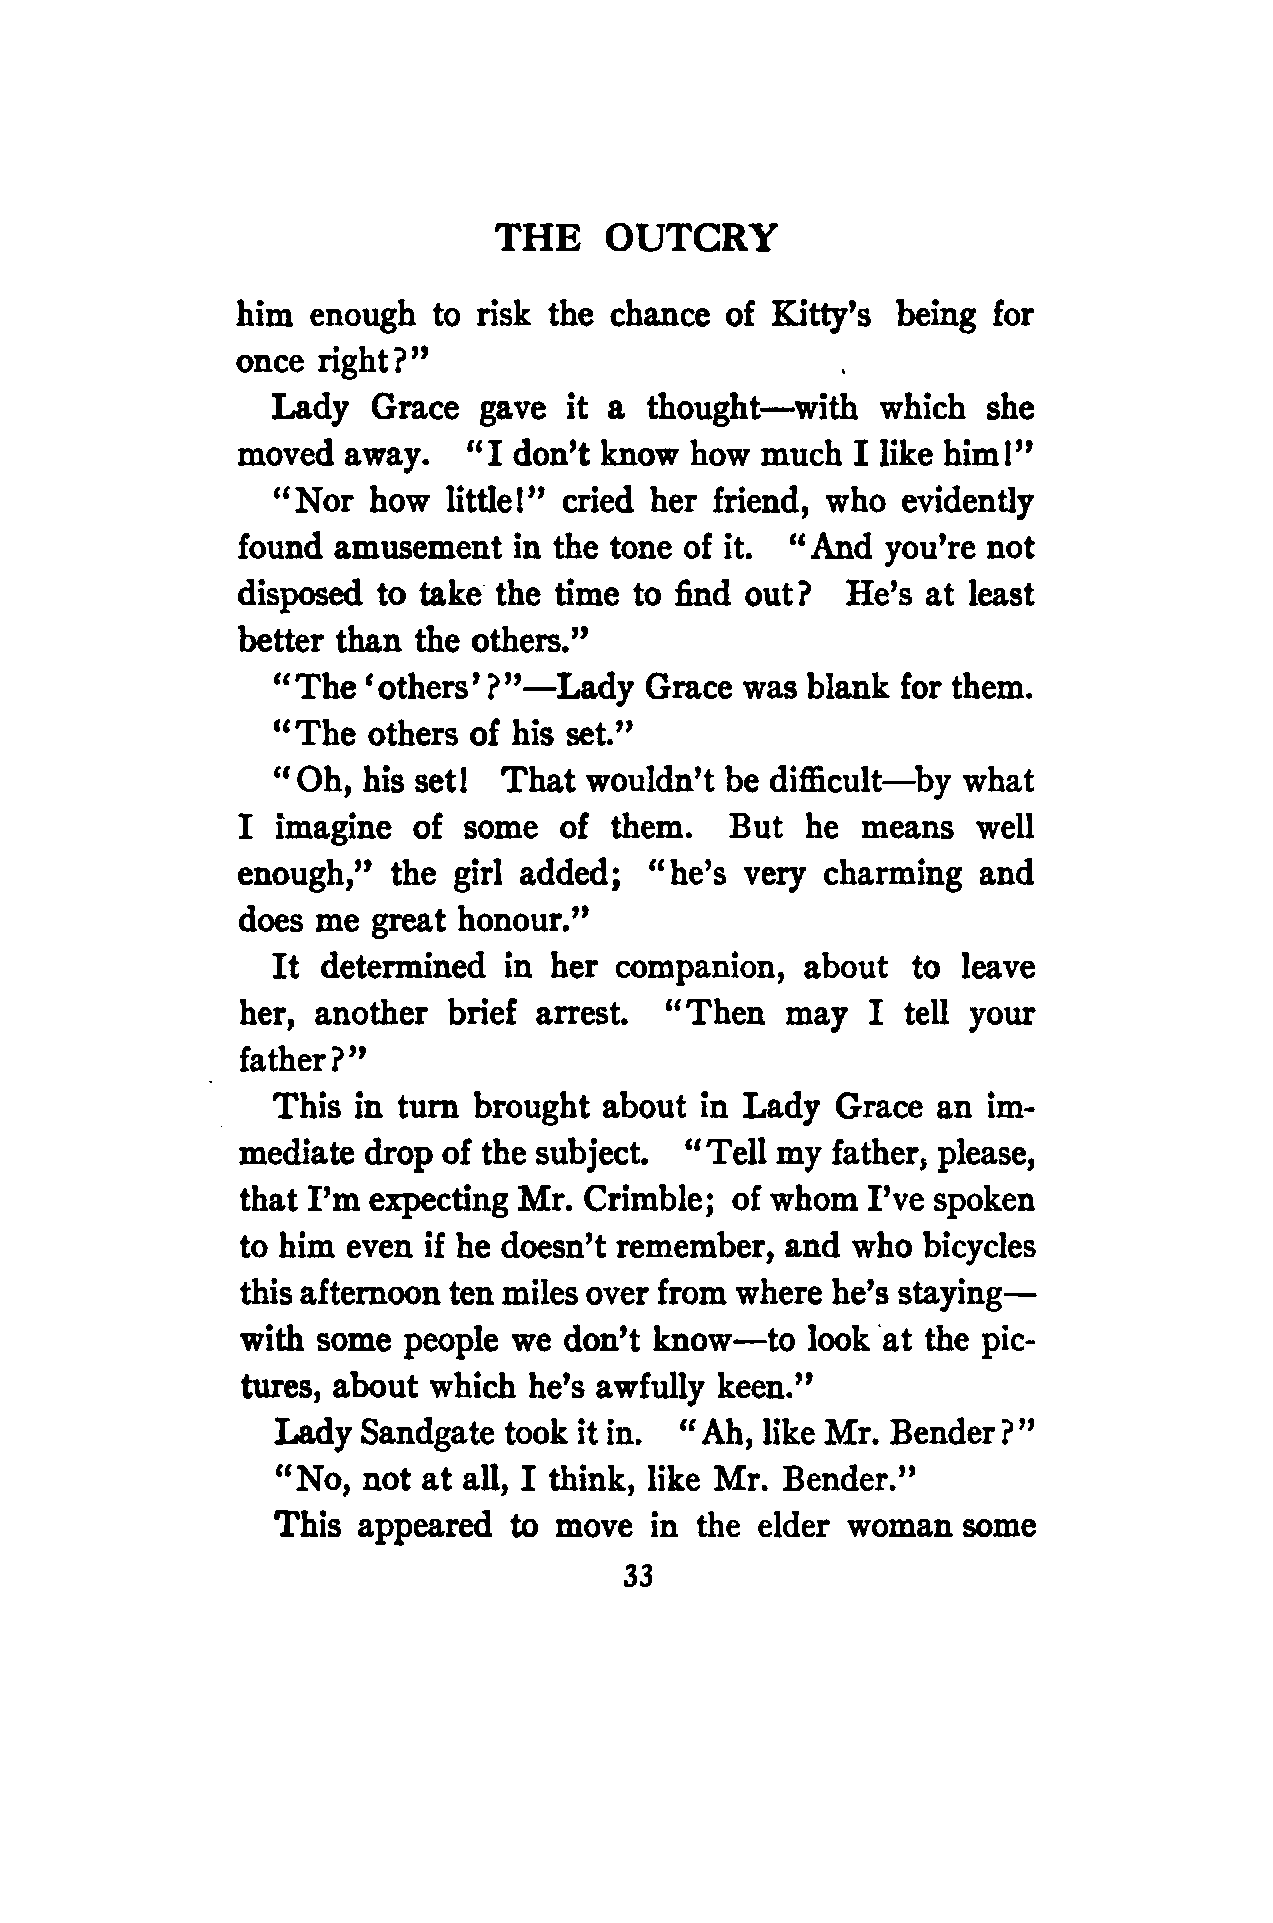 THE OUTCRY
him enough to risk the chance of Kitty's being for
once right?"
Lady Grace gave it a thought—with which she
moved away. "I don't know how much I like him!"
"Nor how little!" cried her friend, who evidently
found amusement in the tone of it. "And you're not
disposed to take the time to find out? He's at least
better than the others."
"The 'others'?"—Lady Grace was blank for them.
"The others of his set."
"Oh, his set! That wouldn't be difficult—by what
I imagine of some of them. But he means well
enough," the girl added; "he's very charming and
does me great honour."
It determined in her companion, about to leave
her, another brief arrest. "Then may I tell your
father?"
This in turn brought about in Lady Grace an im-
mediate drop of the subject. "Tell my father, please,
that I'm expecting Mr. Crimble; of whom I've spoken
to him even if he doesn't remember, and who bicycles
this afternoon ten miles over from where he's staying—
with some people we don't know—to look at the pic-
tures, about which he's awfully keen."
Lady Sandgate took it in. "Ah, like Mr. Bender?"
"No, not at all, I think, like Mr. Bender."
This appeared to move in the elder woman some
33